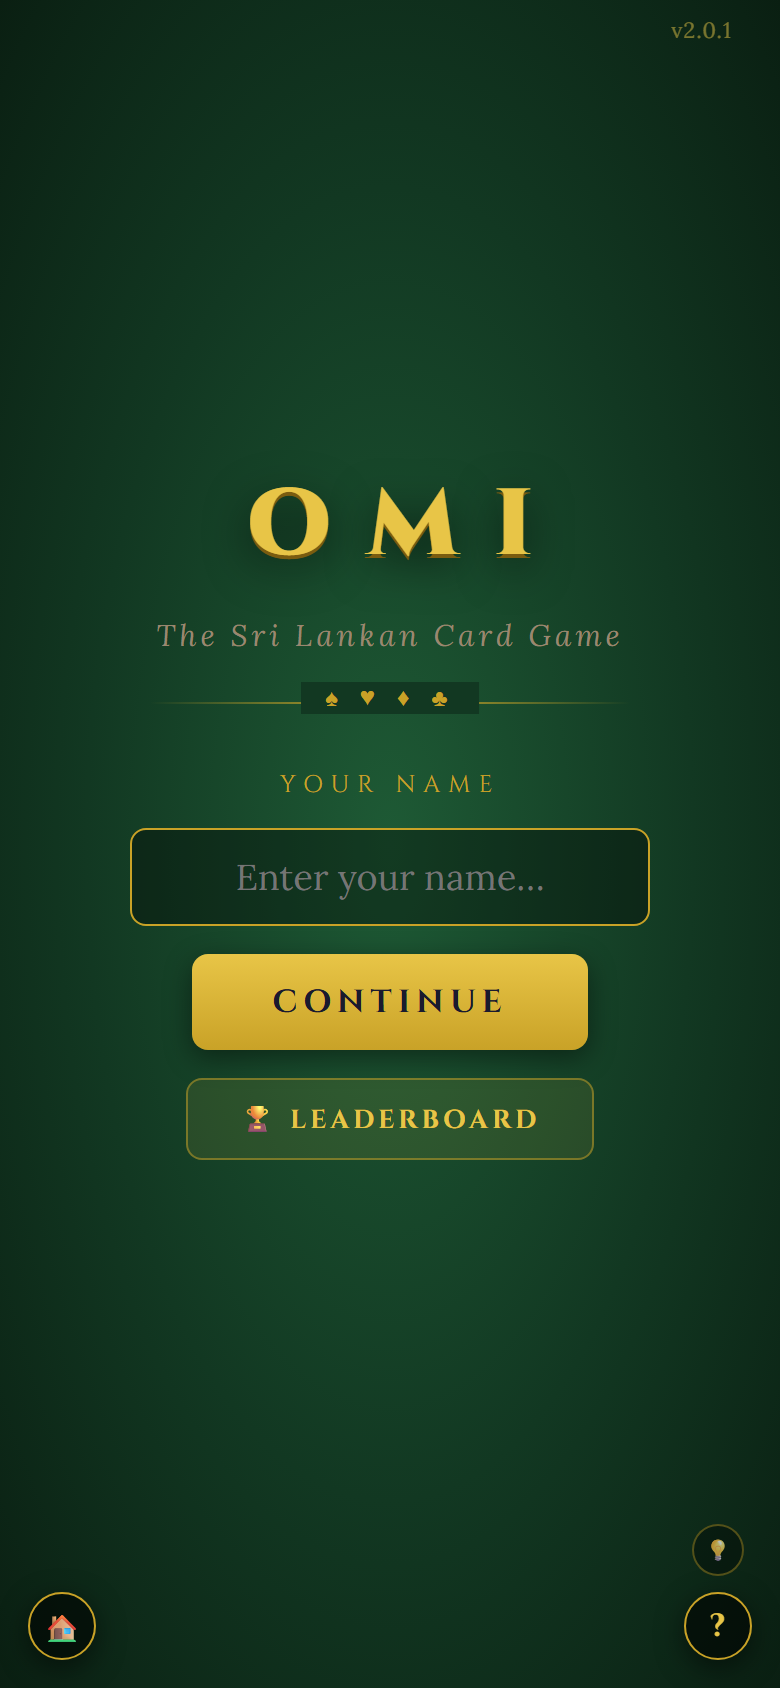 v2.0.1
OMI
The Sri Lankan Card Game
♠ ♥ ♦ ♣
YOUR NAME
Enter your name...
CONTINUE
🏆 LEADERBOARD
?